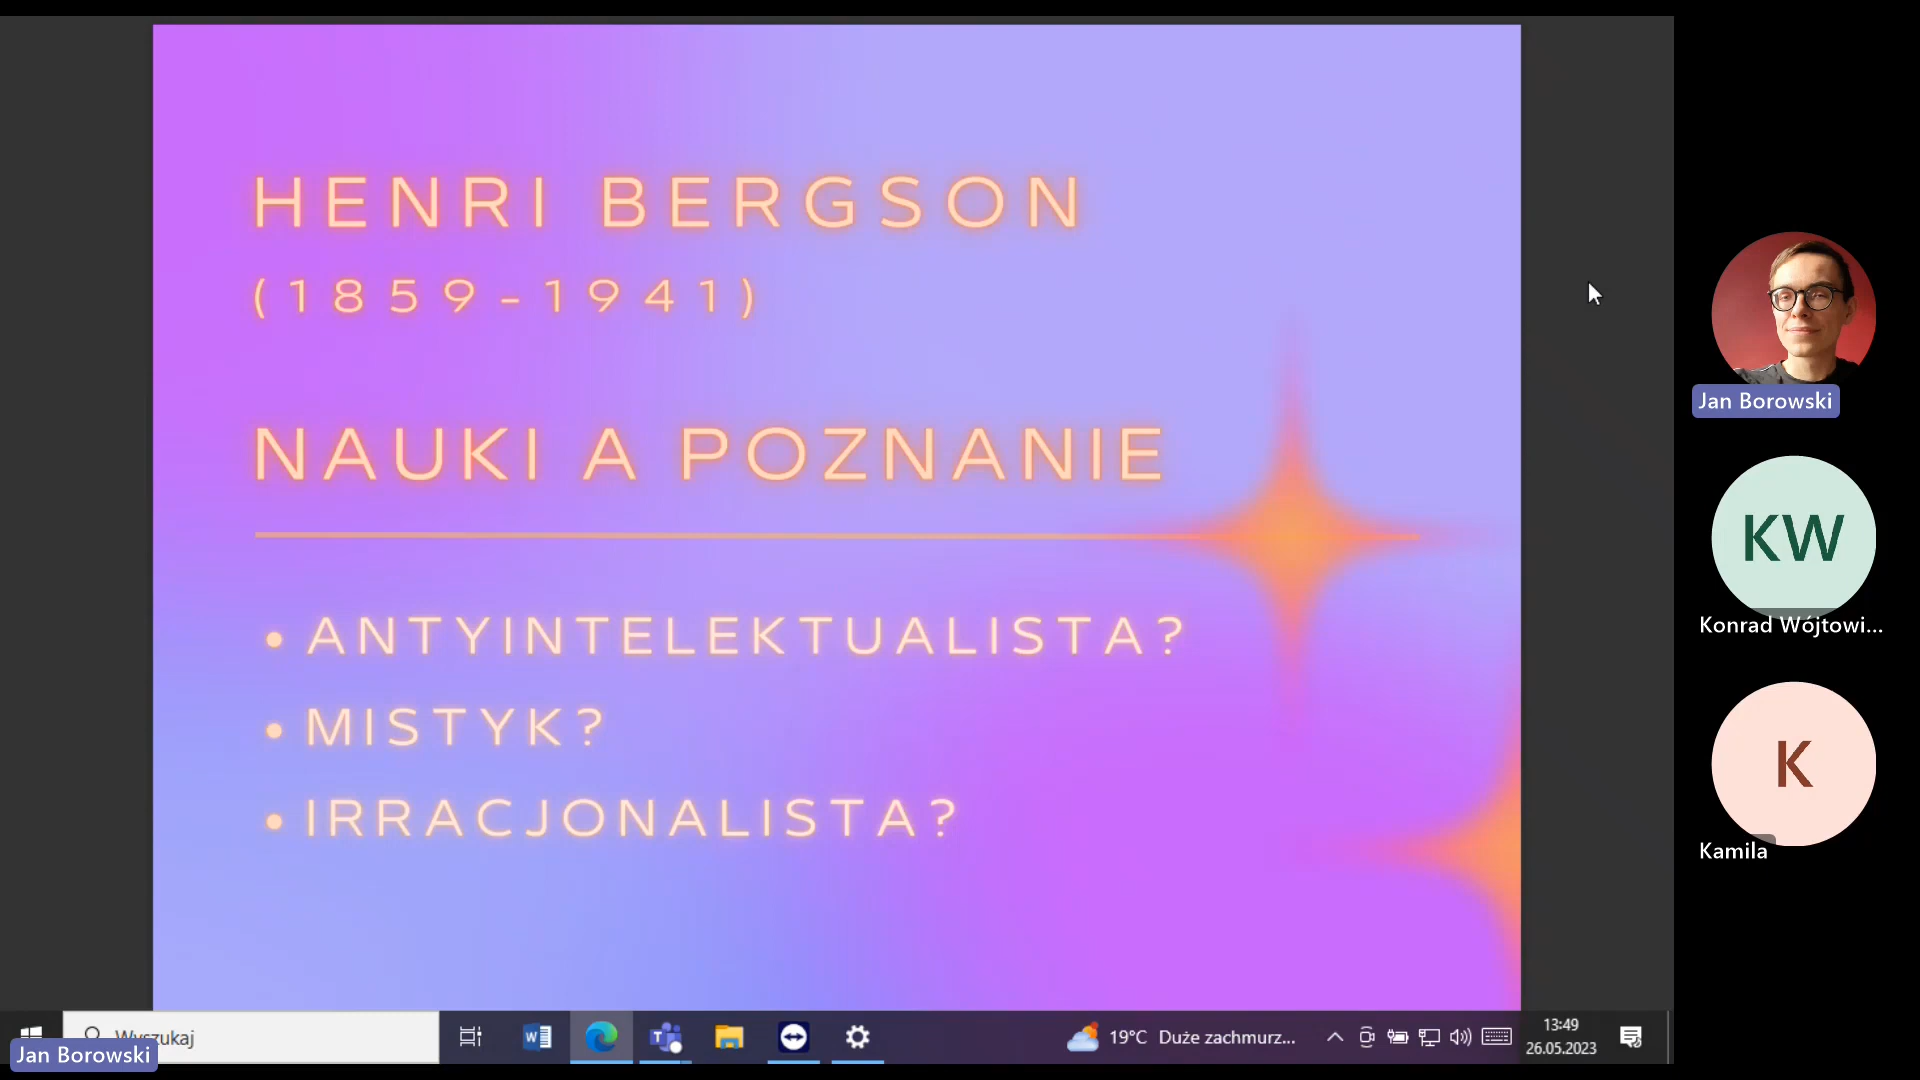 HENRI BERGSON
(1859-1941)
NAUKI A POZNANIE
• ANTYINTELEKTUALISTA?
• MISTYK?
• IRRACJONALISTA?
Jan Borowski
KW
Konrad Wójtowi...
K
Kamila
Wyszukaj
Jan Borowski
19°C Duże zachmurz...
13:49
26.05.2023